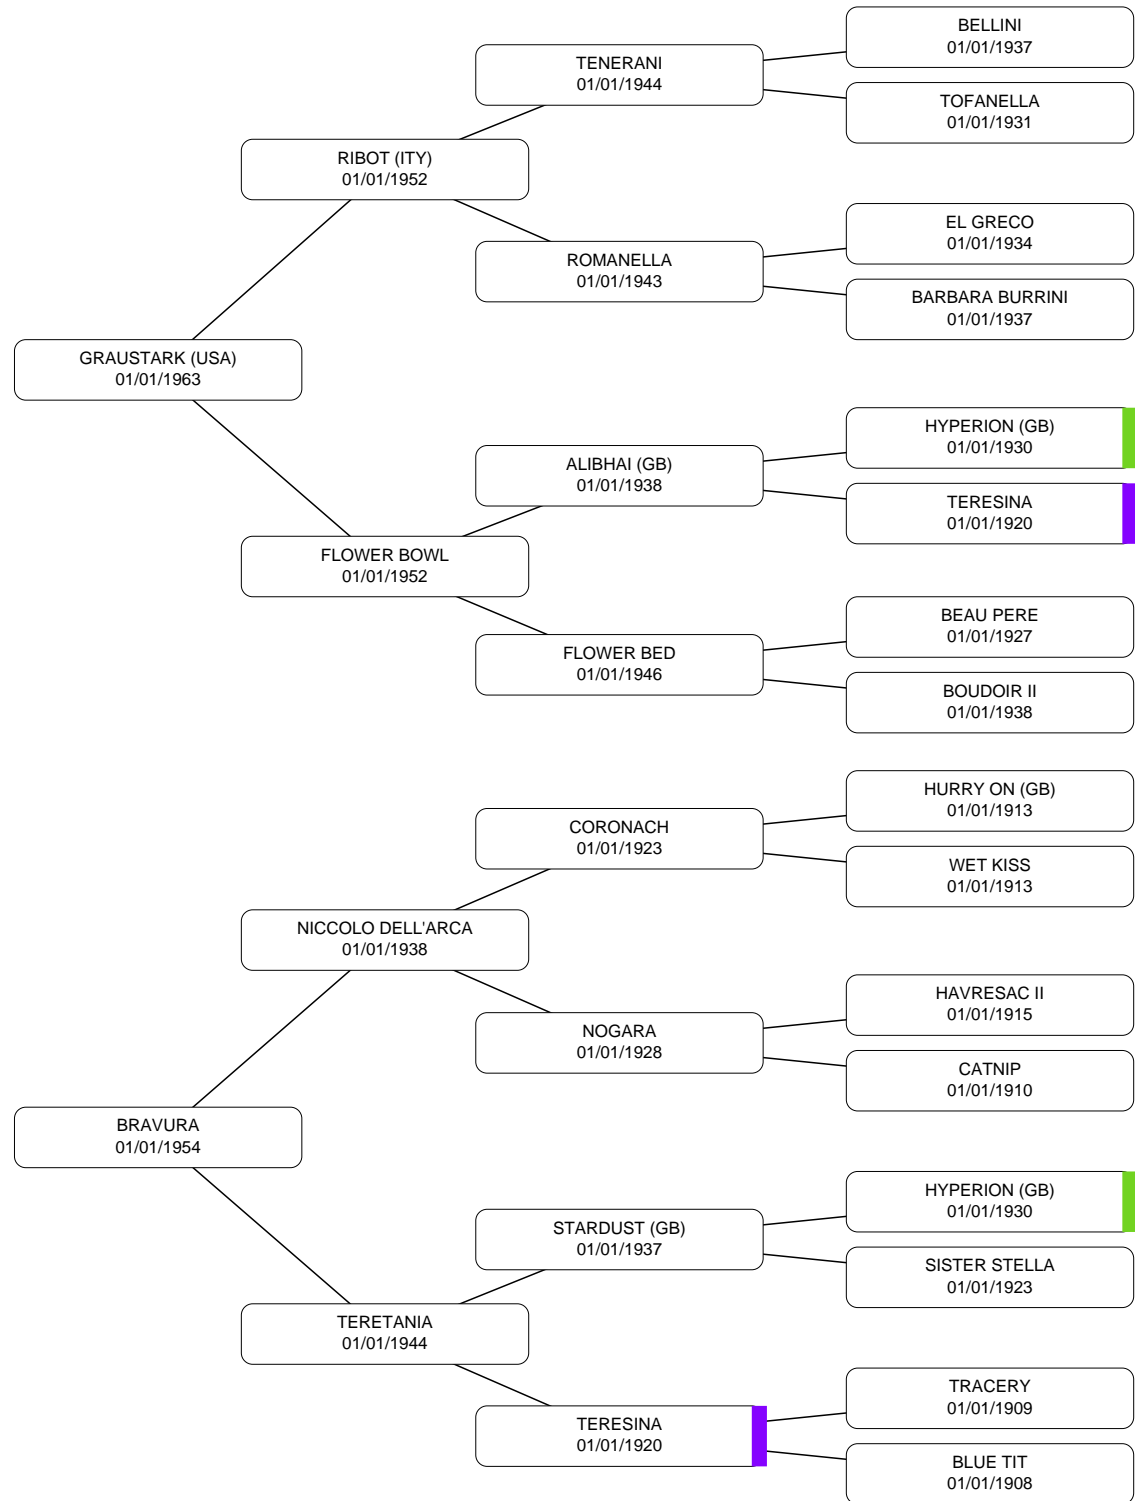 BELLINI
01/01/1937
TENERANI
01/01/1944
TOFANELLA
01/01/1931
RIBOT (ITY)
01/01/1952
EL GRECO
01/01/1934
ROMANELLA
01/01/1943
BARBARA BURRINI
01/01/1937
GRAUSTARK (USA)
01/01/1963
HYPERION (GB)
01/01/1930
ALIBHAI (GB)
01/01/1938
TERESINA
01/01/1920
FLOWER BOWL
01/01/1952
BEAU PERE
01/01/1927
FLOWER BED
01/01/1946
BOUDOIR II
01/01/1938
HURRY ON (GB)
01/01/1913
CORONACH
01/01/1923
WET KISS
01/01/1913
NICCOLO DELL'ARCA
01/01/1938
HAVRESAC II
01/01/1915
NOGARA
01/01/1928
CATNIP
01/01/1910
BRAVURA
01/01/1954
HYPERION (GB)
01/01/1930
STARDUST (GB)
01/01/1937
SISTER STELLA
01/01/1923
TERETANIA
01/01/1944
TRACERY
01/01/1909
TERESINA
01/01/1920
BLUE TIT
01/01/1908